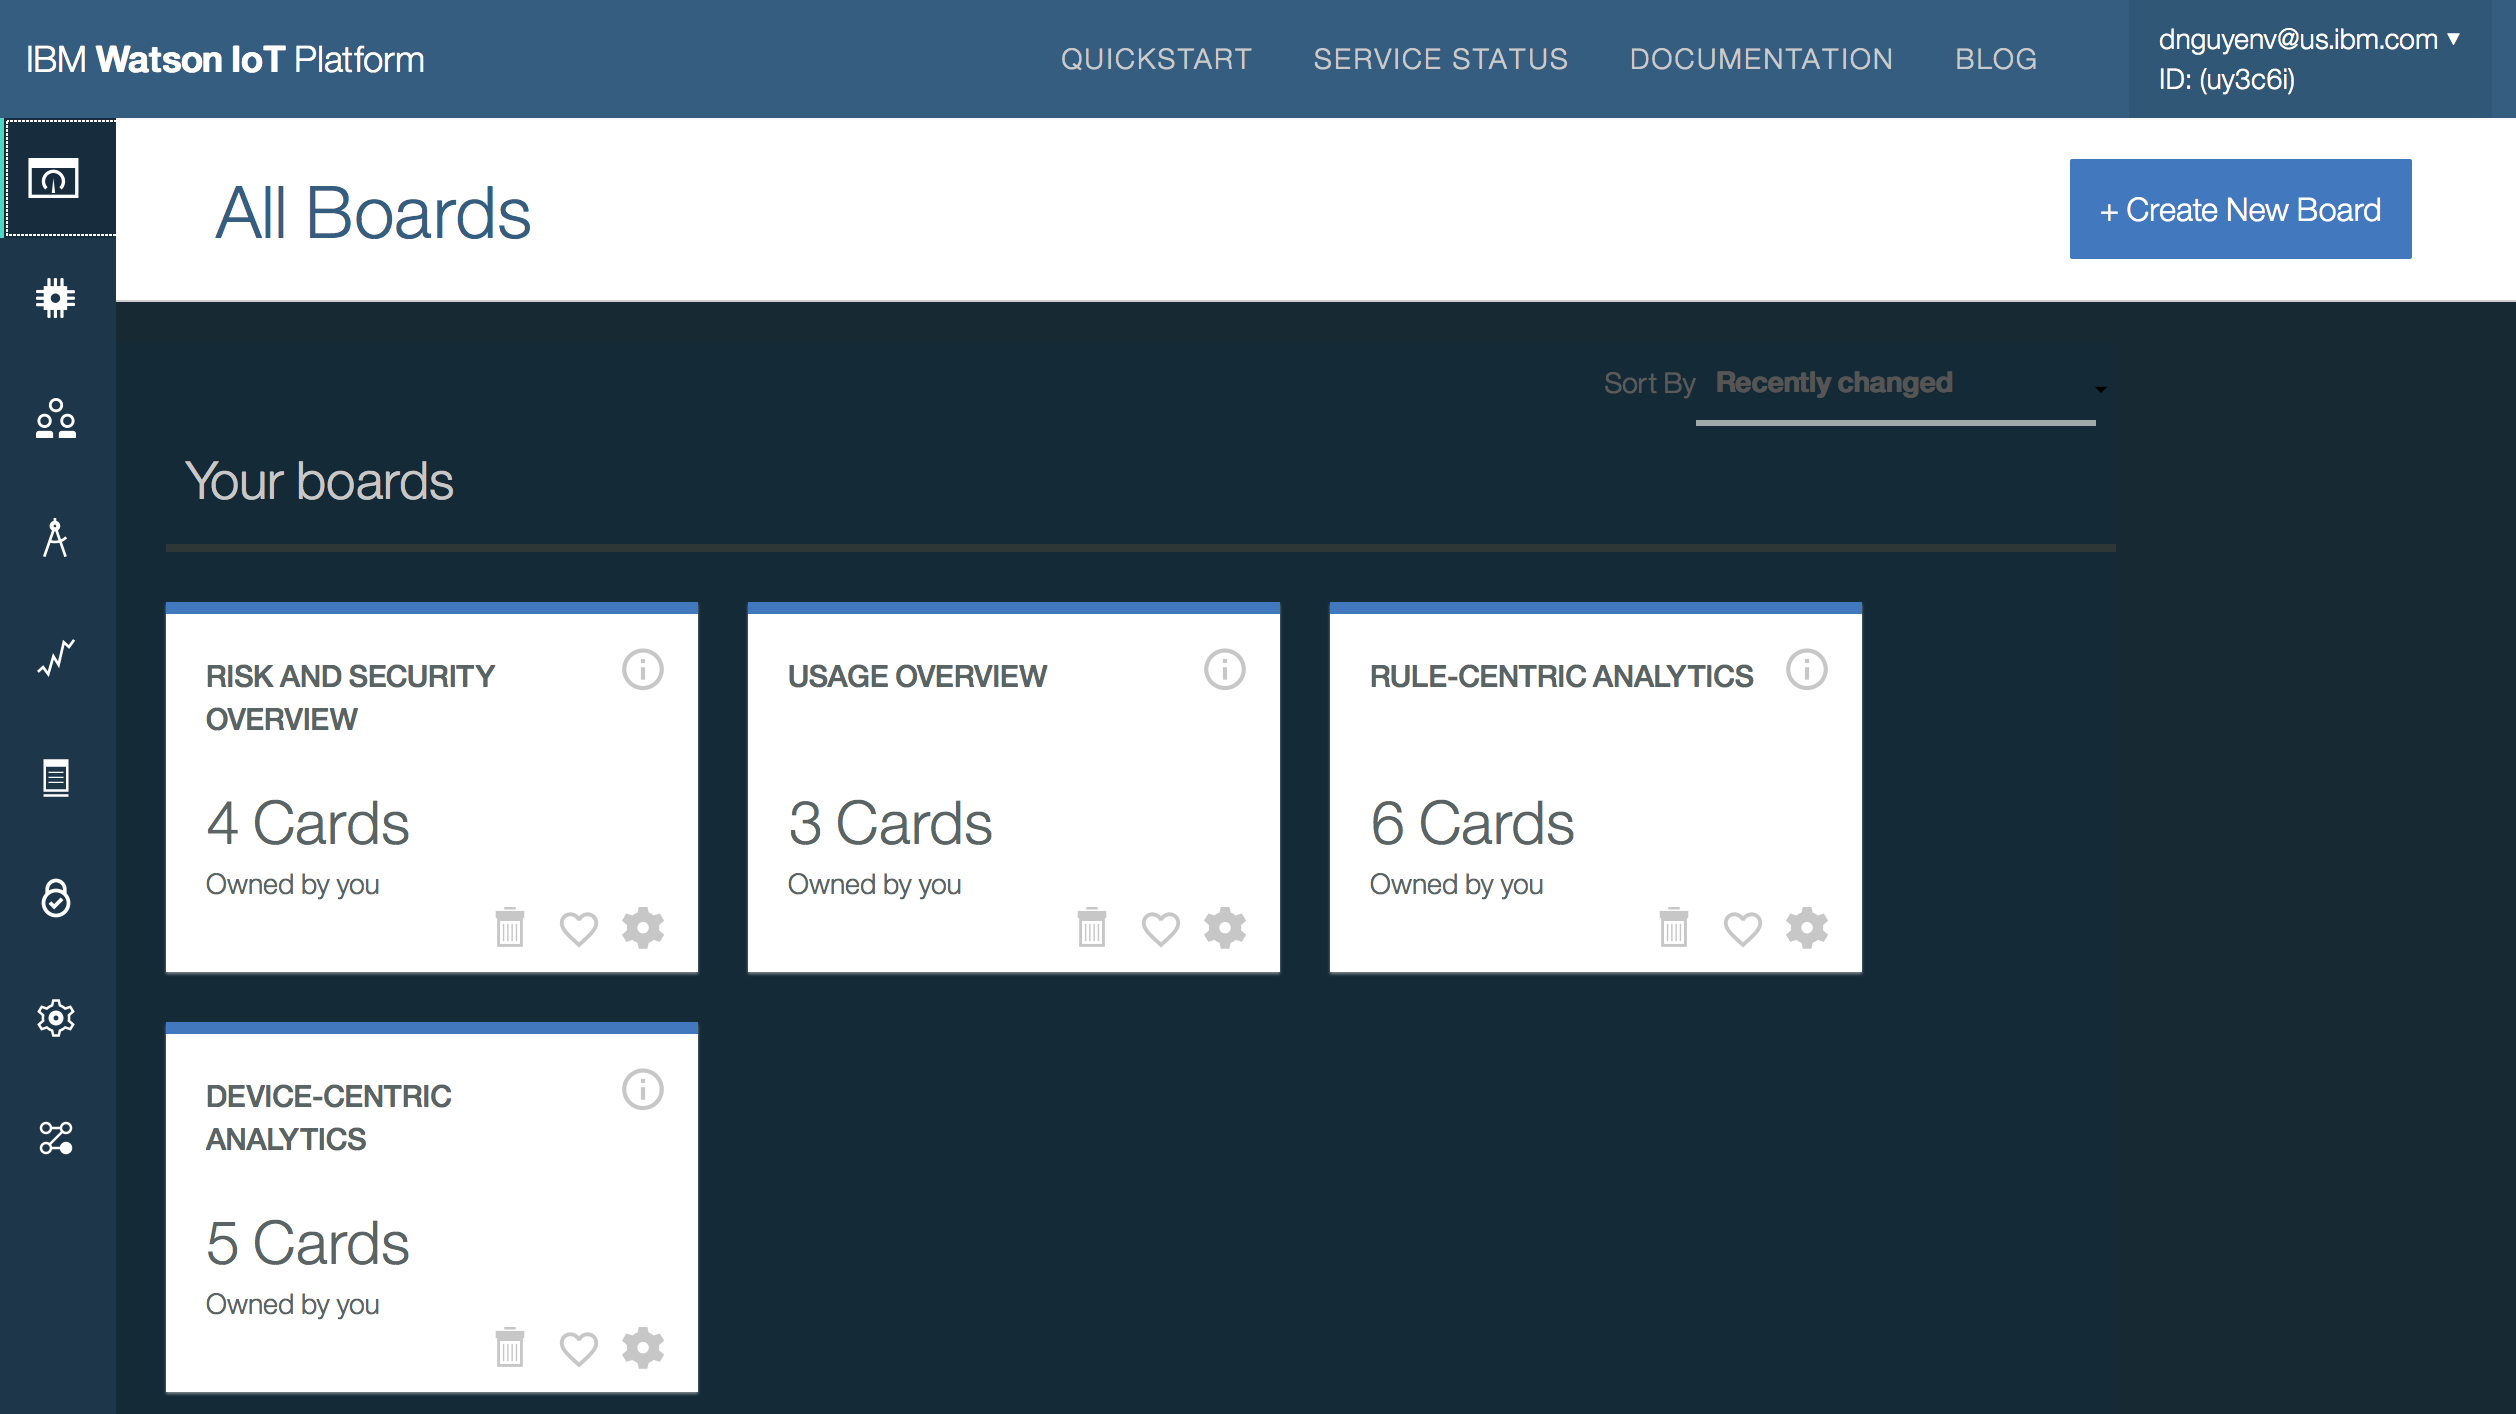 IBM Watson IoT Platform
QUICKSTART SERVICE STATUS DOCUMENTATION BLOG
dnguyenv@us.ibm.com ▼
ID: (uy3c6i)
All Boards
+ Create New Board
Sort By Recently changed
Your boards
RISK AND SECURITY
OVERVIEW
4 Cards
Owned by you
USAGE OVERVIEW
3 Cards
Owned by you
RULE-CENTRIC ANALYTICS
6 Cards
Owned by you
DEVICE-CENTRIC
ANALYTICS
5 Cards
Owned by you